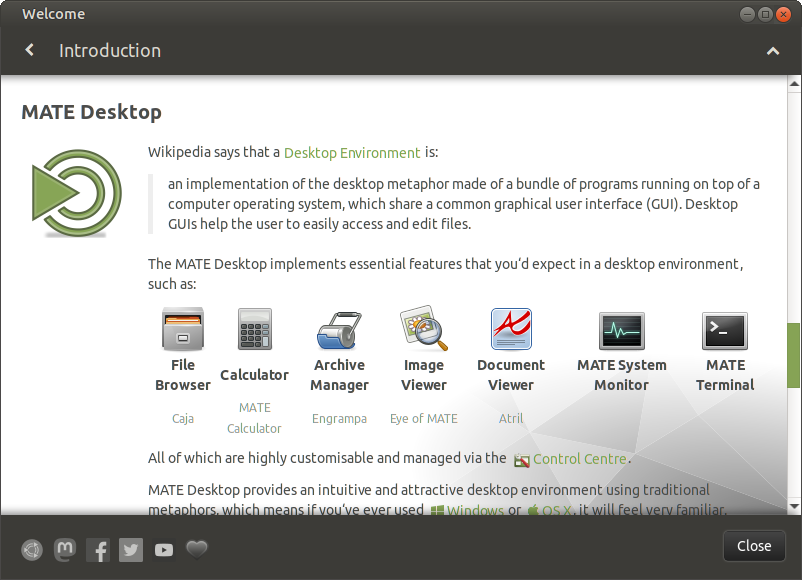 Welcome
Introduction
MATE Desktop
Wikipedia says that a Desktop Environment is:
an implementation of the desktop metaphor made of a bundle of programs running on top of a
computer operating system, which share a common graphical user interface (GUI). Desktop
GUIs help the user to easily access and edit files.
The MATE Desktop implements essential features that you'd expect in a desktop environment,
such as:
File Browser
Caja
Calculator
MATE Calculator
Archive Manager
Engrampa
Image Viewer
Eye of MATE
Document Viewer
Atril
MATE System Monitor
MATE Terminal
All of which are highly customisable and managed via the Control Centre.
MATE Desktop provides an intuitive and attractive desktop environment using traditional
metaphors, which means if you've ever used Windows or OS X, it will feel very familiar.
Close